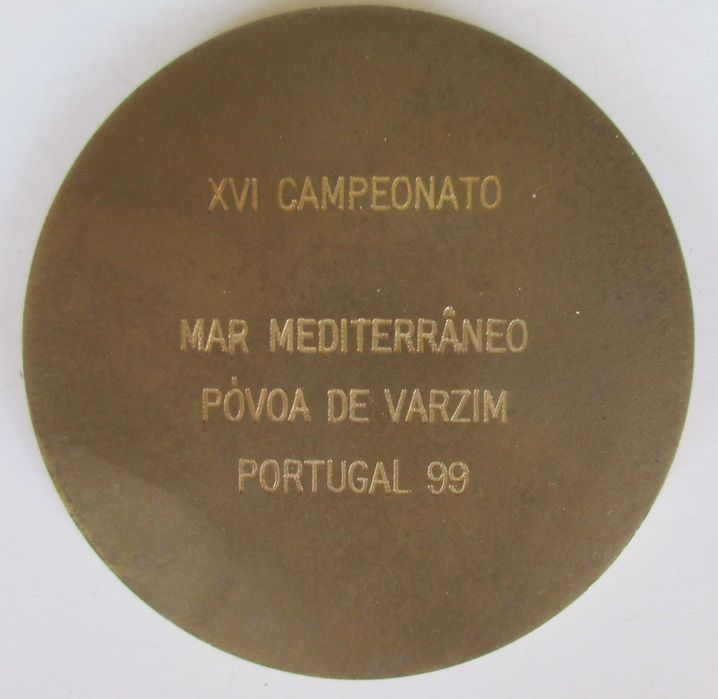 XVI CAMPEONATO
MAR MEDITERRÂNEO
PÓVOA DE VARZIM
PORTUGAL 99